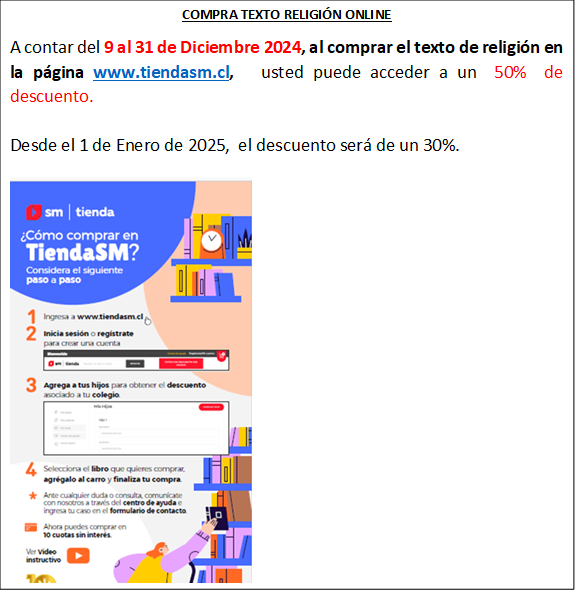 COMPRA TEXTO RELIGIÓN ONLINE
A contar del 9 al 31 de Diciembre 2024, al comprar el texto de religión en
la página www.tiendasm.cl, usted puede acceder a un 50% de
descuento.
Desde el 1 de Enero de 2025, el descuento será de un 30%.
sm | tienda
¿Cómo comprar en
TiendaSM?
Considera el siguiente
paso a paso
1 Ingresa a www.tiendasm.cl
2 Inicia sesión o regístrate
para crear una cuenta
Bienvenido
sm | tienda
3 Agrega a tus hijos para obtener el descuento
asociado a tu colegio.
Mis Hijos
4 Selecciona el libro que quieres comprar,
agrégalo al carro y finaliza tu compra.
* Ante cualquier duda o consulta, comunícate
con nosotros a través del centro de ayuda e
ingresa tu caso en el formulario de contacto.
Ahora puedes comprar en
10 cuotas sin interés.
Ver Video
instructivo